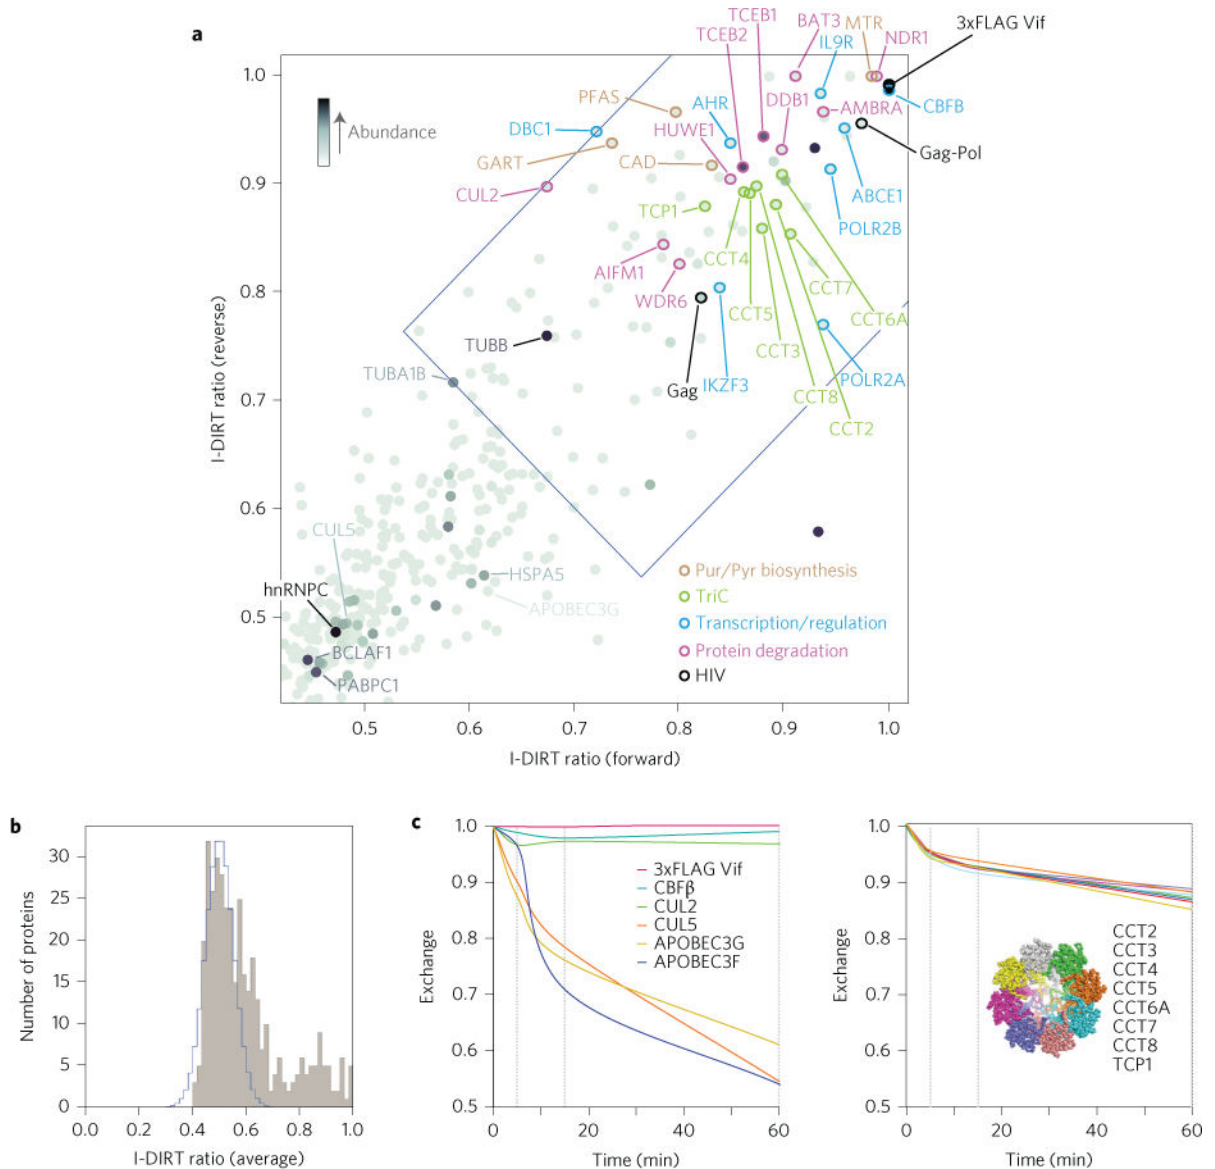 a
TCEB1
TCEB2
BAT3
MTR
IL9R
NDR1
3xFLAG Vif
1.0
PFAS
AHR
DDB1
AMBRA
CBFB
Abundance
DBC1
HUWE1
Gag-Pol
GART
CAD
0.9
CUL2
ABCE1
TCP1
POLR2B
AIFM1
CCT4
WDR6
CCT7
0.8
CCT5
CCT6A
TUBB
CCT3
TUBA1B
Gag
IKZF3
POLR2A
0.7
CCT8
CCT2
I-DIRT ratio (reverse)
0.6
CUL5
HSPA5
Pur/Pyr biosynthesis
hnRNPC
APOBEC3G
TriC
0.5
Transcription/regulation
BCLAF1
Protein degradation
PABPC1
HIV
0.5 0.6 0.7 0.8 0.9 1.0
I-DIRT ratio (forward)
b
30
25
20
15
10
5
0
Number of proteins
0.0 0.2 0.4 0.6 0.8 1.0
I-DIRT ratio (average)
c
1.0
0.9
0.8
0.7
0.6
0.5
Exchange
3xFLAG Vif
CBFβ
CUL2
CUL5
APOBEC3G
APOBEC3F
0 20 40 60
Time (min)
1.0
0.9
0.8
0.7
0.6
0.5
Exchange
CCT2
CCT3
CCT4
CCT5
CCT6A
CCT7
CCT8
TCP1
0 20 40 60
Time (min)